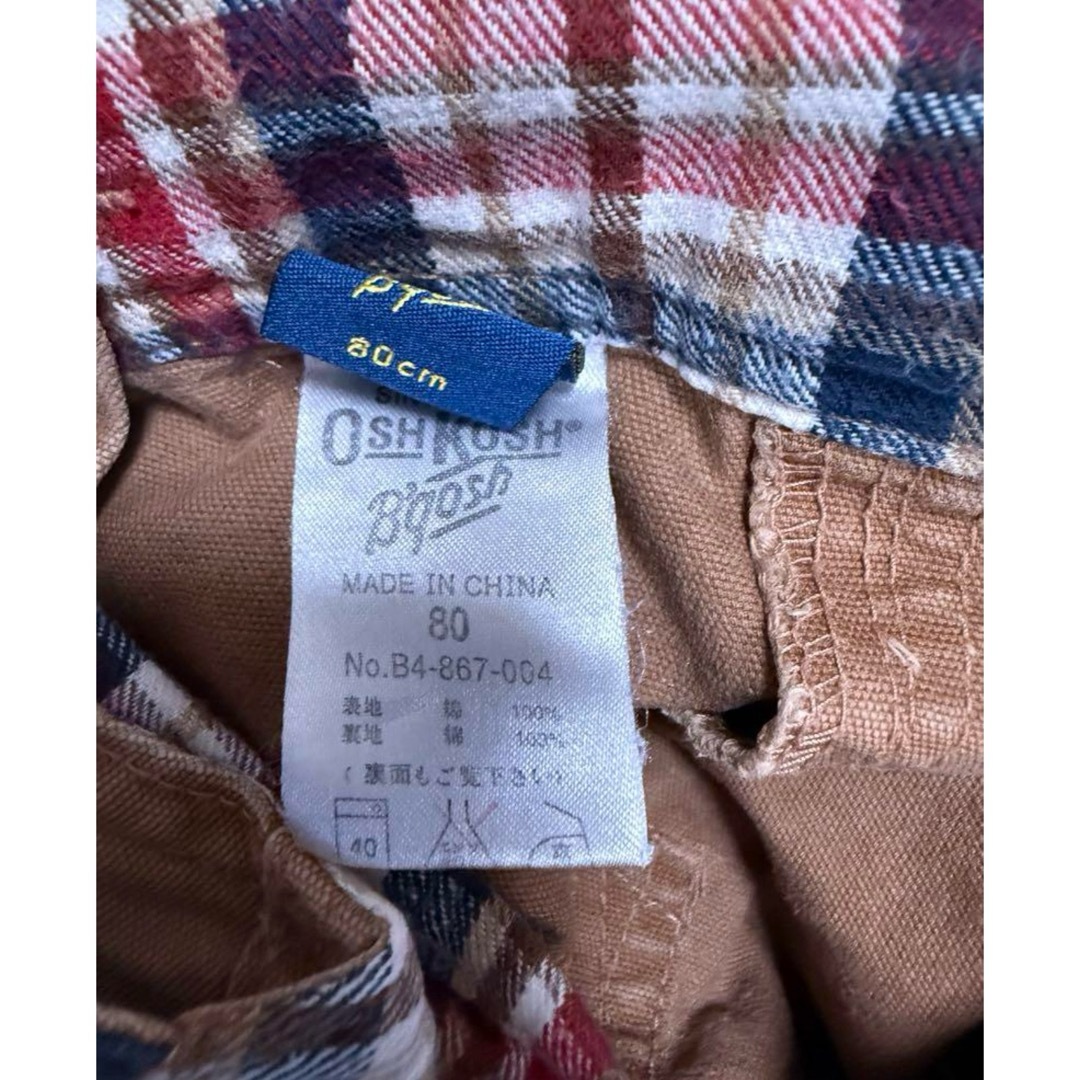 80cm
OSHKOSH®
B'gosh
MADE IN CHINA
80
No.B4-867-004
表地 綿 100%
裏地 綿 100%
(裏面もご覧下さい)
40